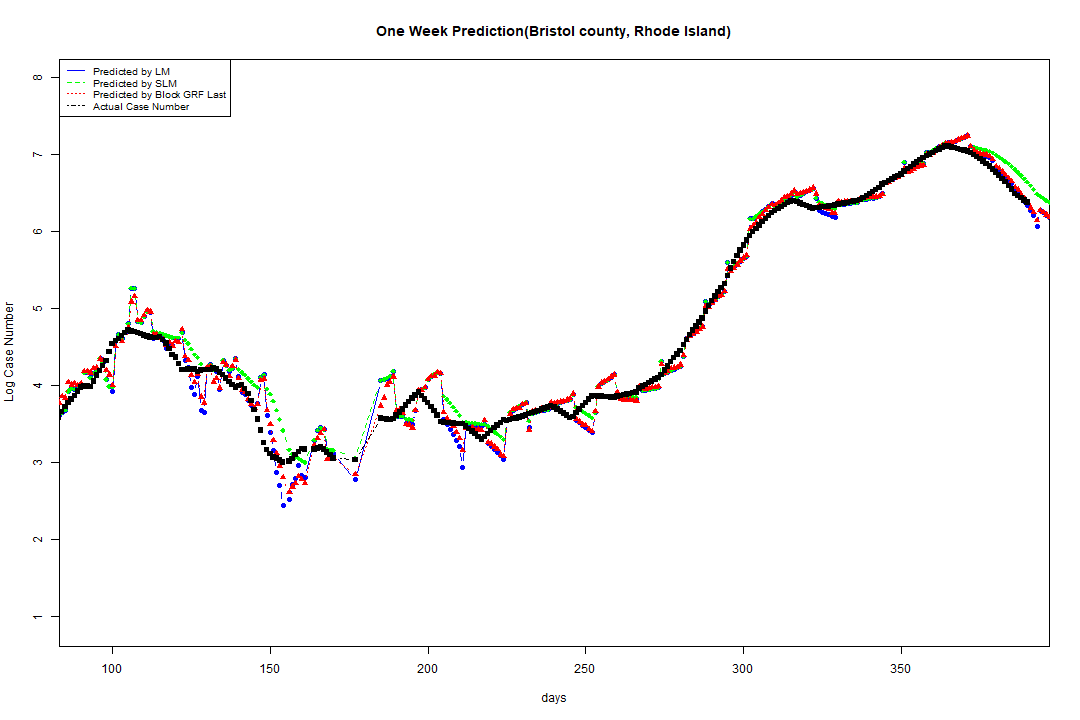 One Week Prediction(Bristol county, Rhode Island)
Predicted by LM
Predicted by SLM
Predicted by Block GRF Last
Actual Case Number
8
7
6
5
4
3
2
1
Log Case Number
100 150 200 250 300 350
days